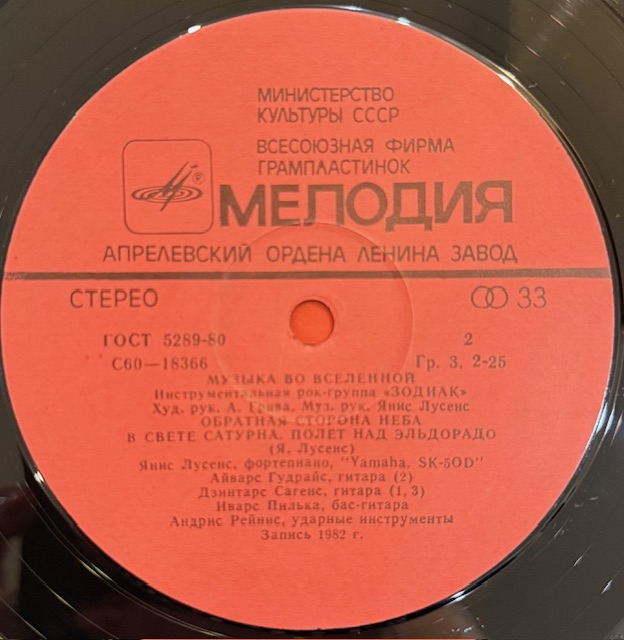 МИНИСТЕРСТВО
КУЛЬТУРЫ СССР
ВСЕСОЮЗНАЯ ФИРМА
ГРАМПЛАСТИНОК
®
МЕЛОДИЯ
АПРЕЛЕВСКИЙ ОРДЕНА ЛЕНИНА ЗАВОД
СТЕРЕО 33
ГОСТ 5289-80 2
С60—18366 Гр. 3, 2-25
МУЗЫКА ВО ВСЕЛЕННОЙ
Инструментальная рок-группа «ЗОДИАК»
Худ. рук. А. Грива, Муз. рук. Янис Лусенс
ОБРАТНАЯ СТОРОНА НЕБА
В СВЕТЕ САТУРНА. ПОЛЕТ НАД ЭЛЬДОРАДО
(Я. Лусенс)
Янис Лусенс, фортепиано, "Yamaha, SK-50D"
Айварс Гудрайс, гитара (2)
Дзинтарс Сагенс, гитара (1, 3)
Иварс Пилька, бас-гитара
Андрис Рейнис, ударные инструменты
Запись 1982 г.